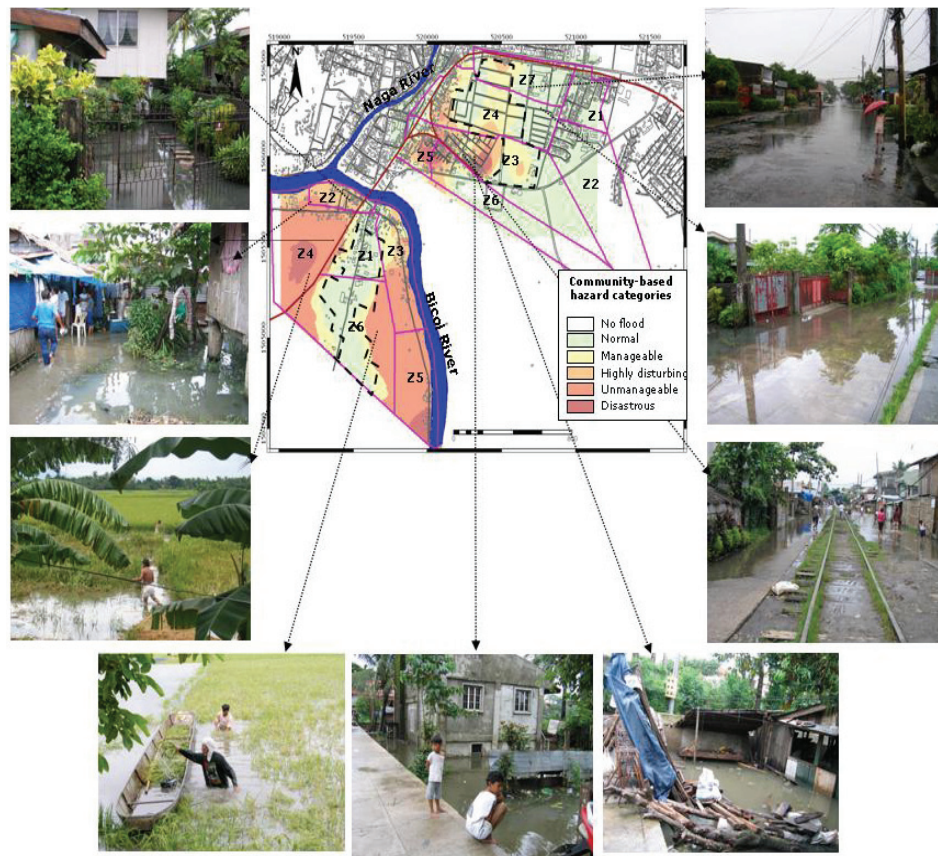 519000 519500 520000 520500 521000 521500
N
Naga River
Z7
Z4
Z1
Z5
Z3
Z2
Z6
Z2
Z4
Z1
Z3
Z6
Z5
Bicol River
Community-based
hazard categories
No flood
Normal
Manageable
Highly disturbing
Unmanageable
Disastrous